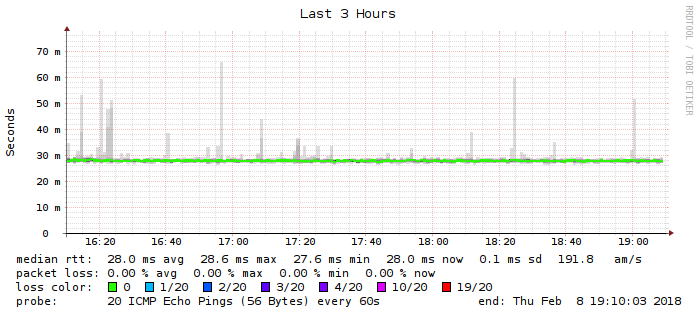 Last 3 Hours
RRDTOOL / TOBI OETIKER
Seconds
70 m
60 m
50 m
40 m
30 m
20 m
10 m
0
16:20 16:40 17:00 17:20 17:40 18:00 18:20 18:40 19:00
median rtt: 28.0 ms avg 28.6 ms max 27.6 ms min 28.0 ms now 0.1 ms sd 191.8 am/s
packet loss: 0.00 % avg 0.00 % max 0.00 % min 0.00 % now
loss color: 0 1/20 2/20 3/20 4/20 10/20 19/20
probe: 20 ICMP Echo Pings (56 Bytes) every 60s end: Thu Feb 8 19:10:03 2018